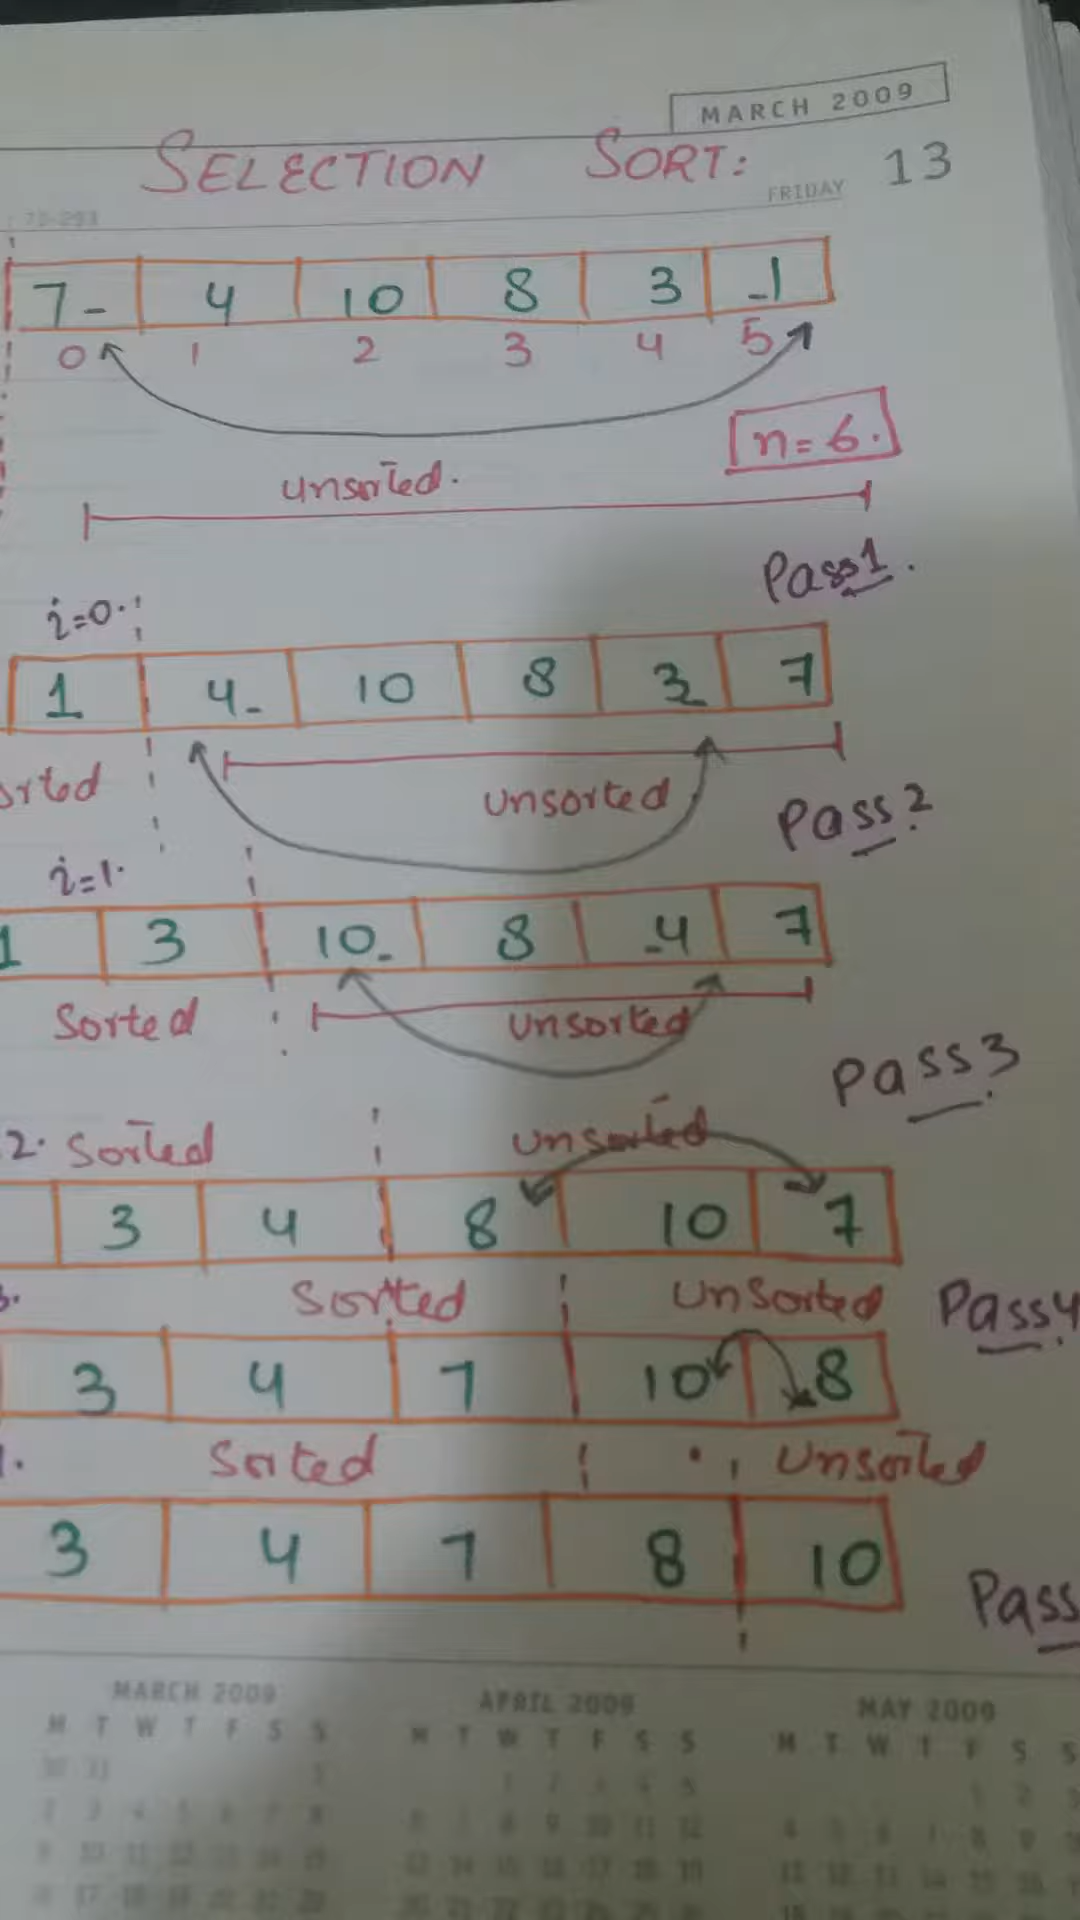 MARCH 2009
SELECTION SORT:
FRIDAY 13
7 4 10 8 3 1
0 1 2 3 4 5
n=6.
unsorted.
Pass1.
i=0.
1 4 10 8 3 7
orted unsorted
Pass2
i=1.
1 3 10 8 4 7
Sorted unsorted
Pass3
2. Sorted unsorted
3 4 8 10 7
3. Sorted unsorted Pass4
3 4 7 10 8
Sorted Unsorted
3 4 7 8 10
Pass
MARCH 2009 APRIL 2009 MAY 2009
M T W T F S S M T W T F S S M T W T F S S